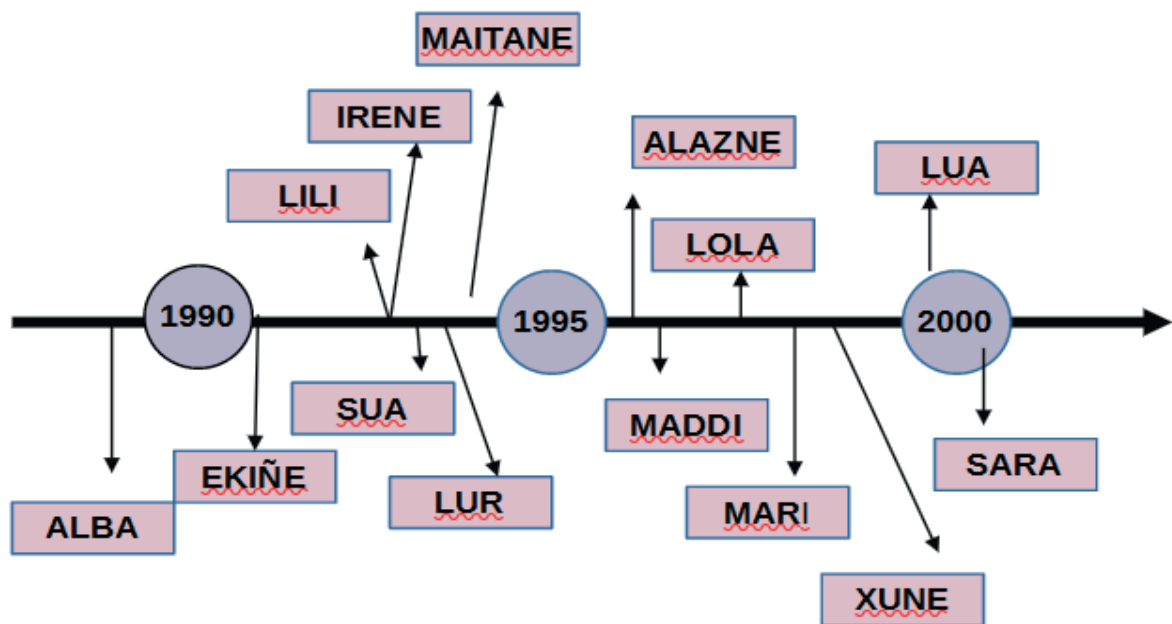 MAITANE
IRENE
ALAZNE
LILI
LUA
LOLA
1990
1995
2000
SUA
MADDI
EKIÑE
SARA
LUR
MARI
ALBA
XUNE